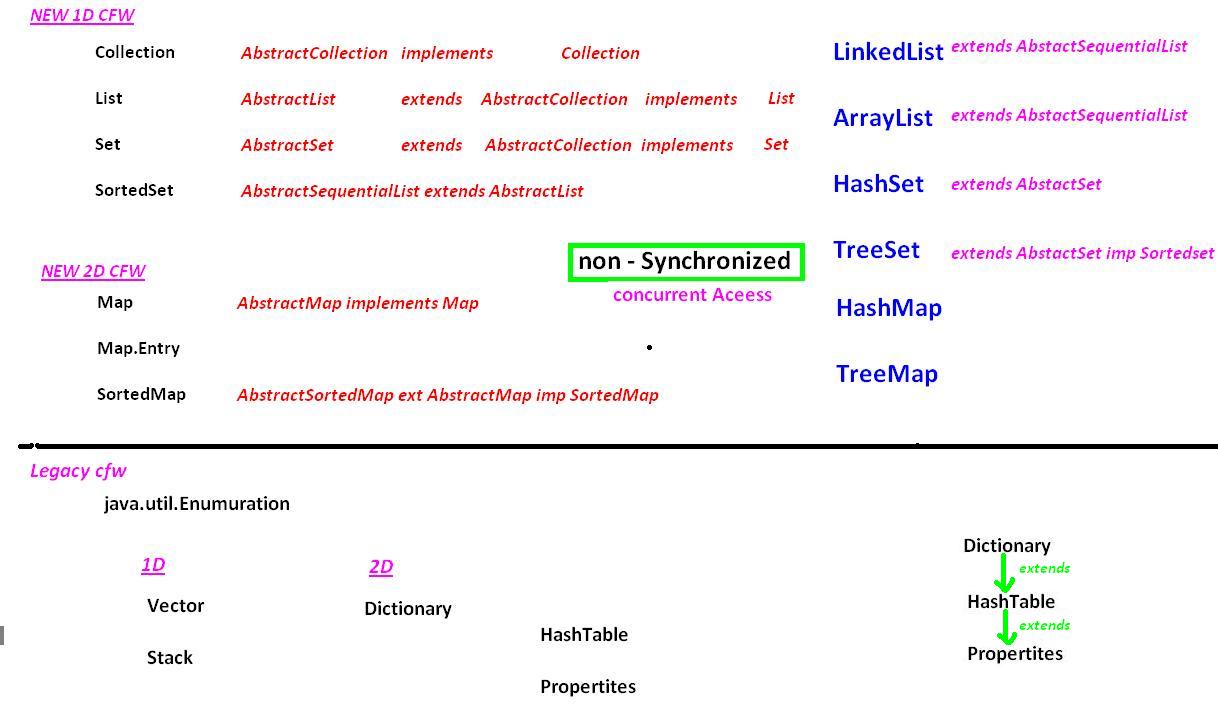 NEW 1D CFW
Collection AbstractCollection implements Collection LinkedList extends AbstactSequentialList
List AbstractList extends AbstractCollection implements List ArrayList extends AbstactSequentialList
Set AbstractSet extends AbstractCollection implements Set HashSet extends AbstactSet
SortedSet AbstractSequentialList extends AbstractList
TreeSet extends AbstactSet imp Sortedset
non - Synchronized
NEW 2D CFW
concurrent Aceess
Map AbstractMap implements Map HashMap
Map.Entry
TreeMap
SortedMap AbstractSortedMap ext AbstractMap imp SortedMap
Legacy cfw
java.util.Enumuration
Dictionary
1D 2D extends
Vector Dictionary HashTable
extends
HashTable
Stack Propertites
Propertites